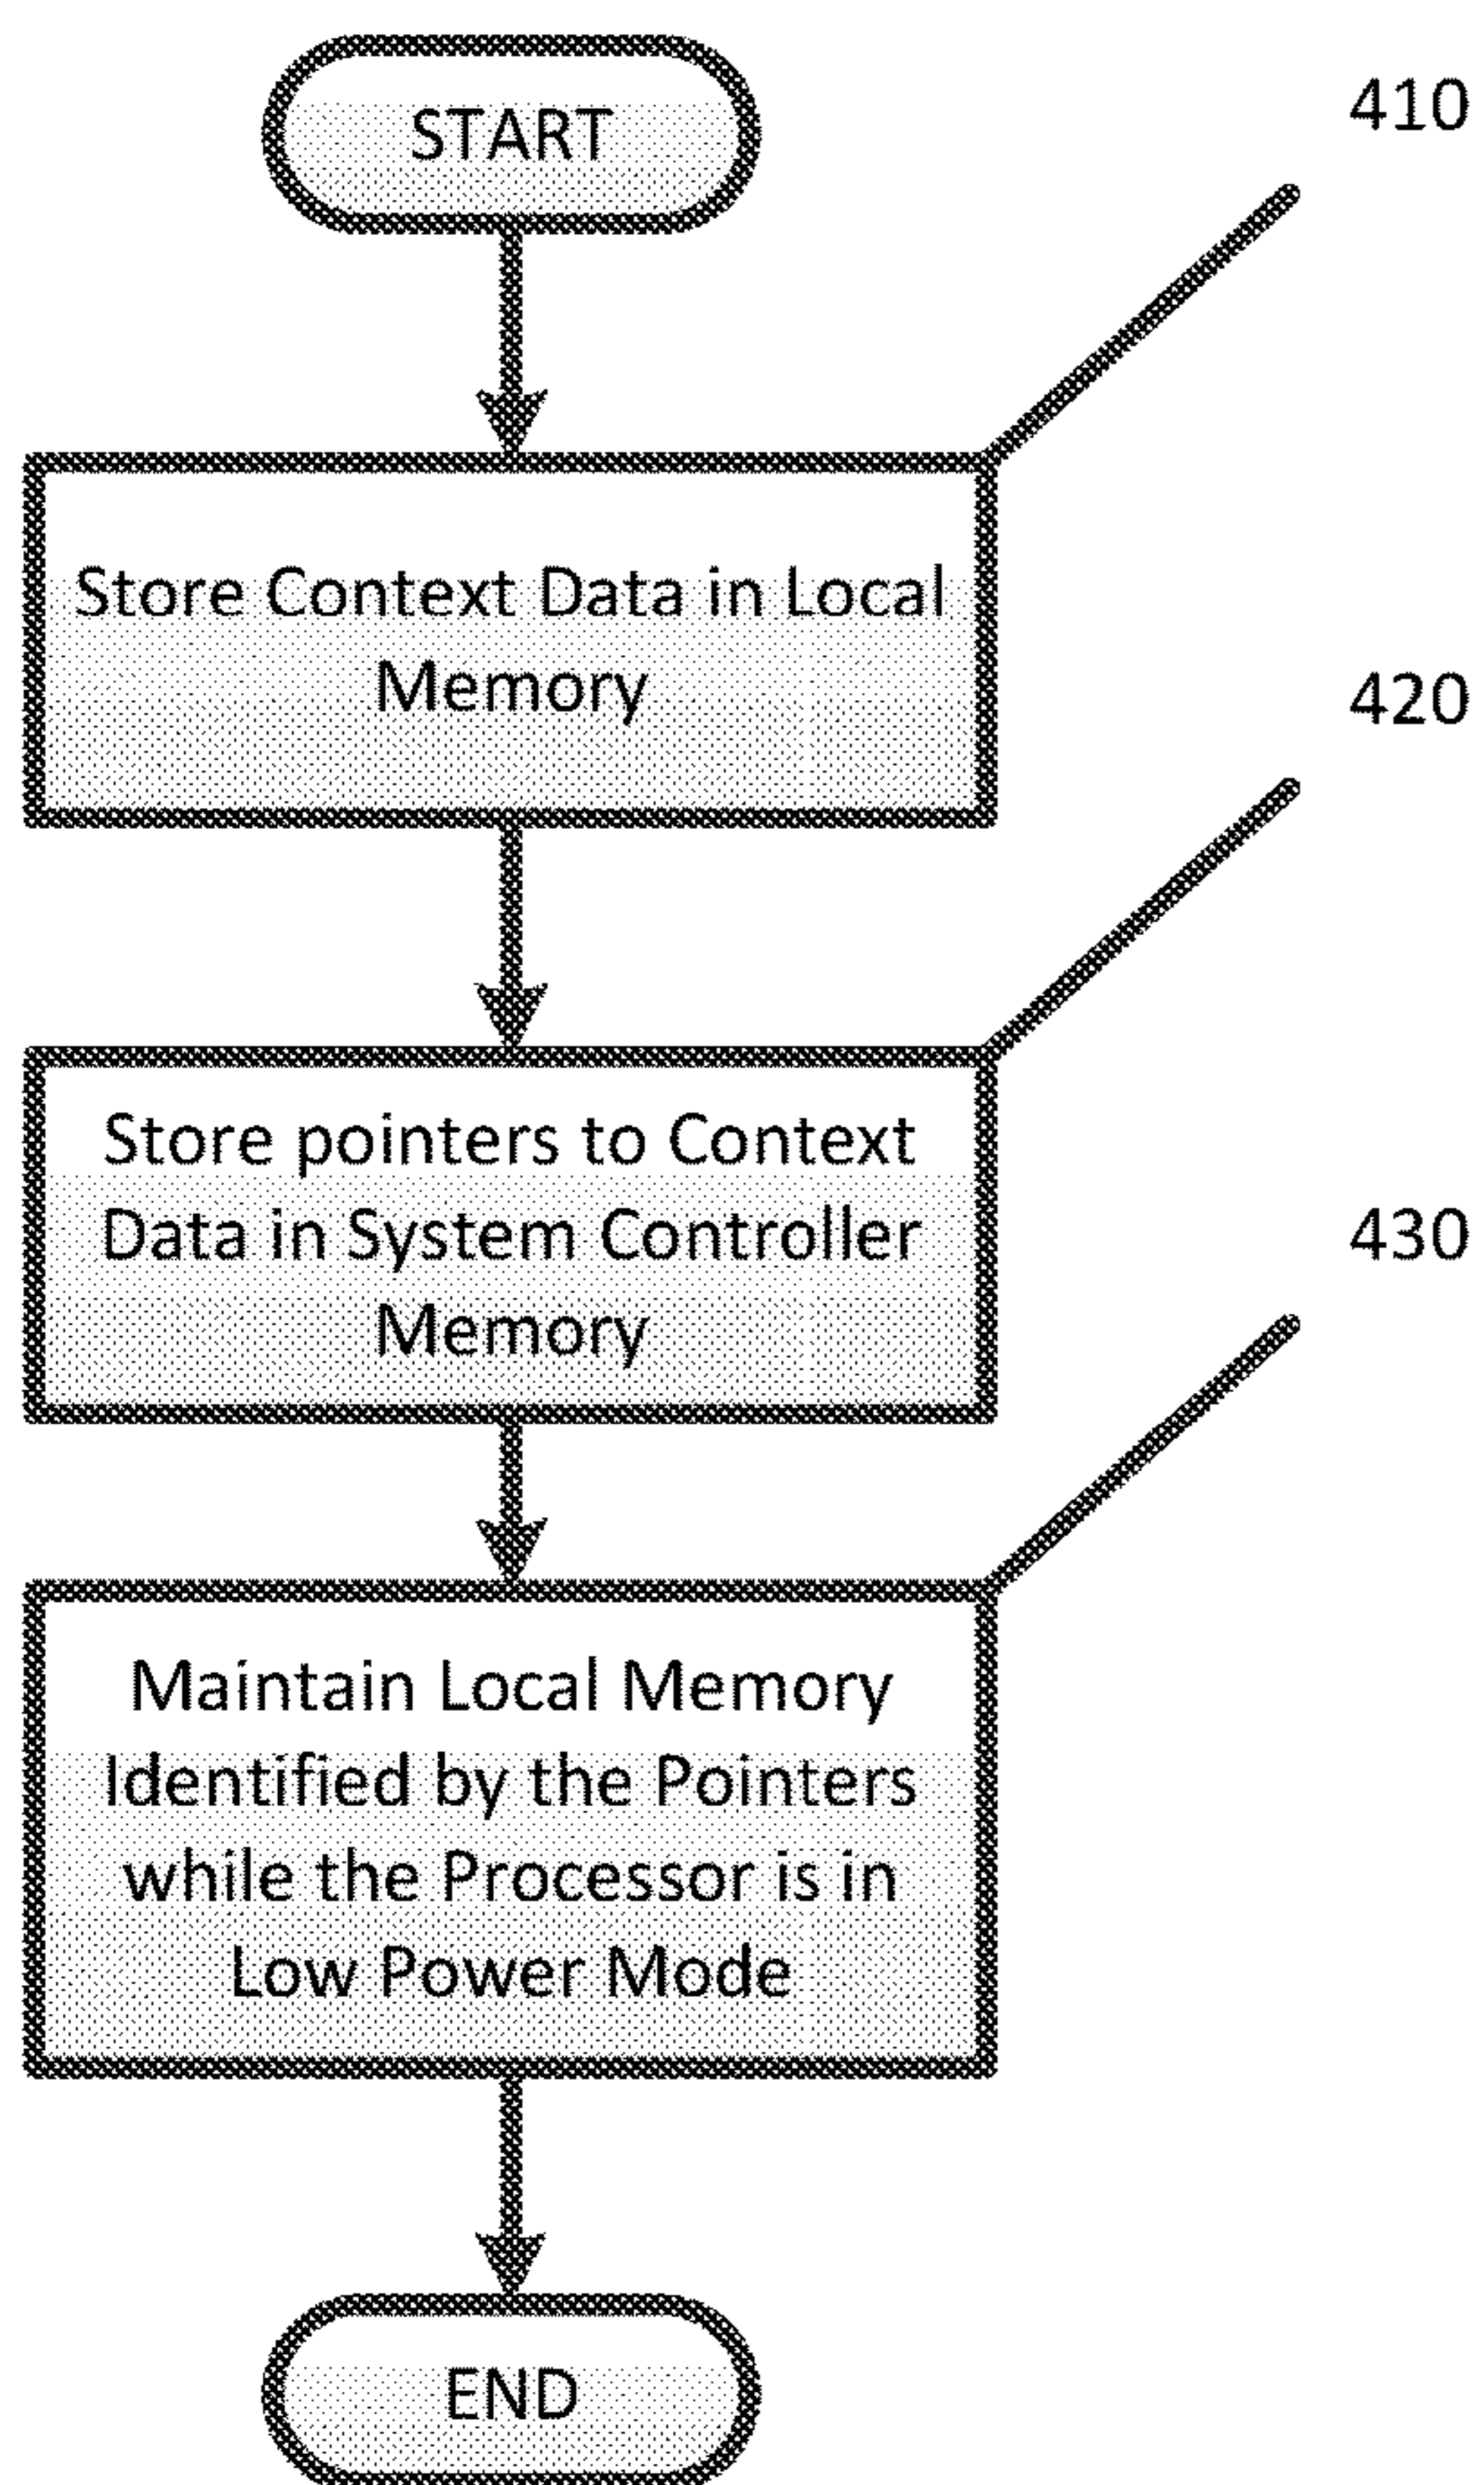 START
410
Store Context Data in Local
Memory
420
Store pointers to Context
Data in System Controller
Memory
430
Maintain Local Memory
Identified by the Pointers
while the Processor is in
Low Power Mode
END